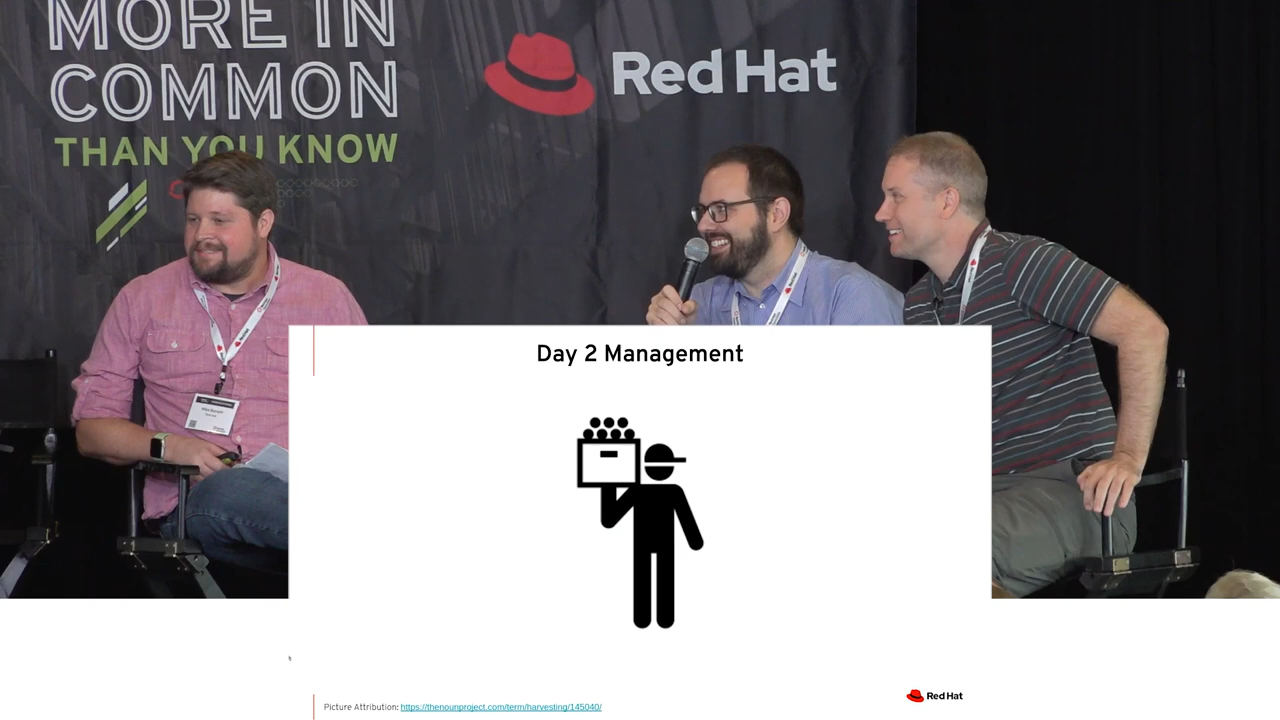 MORE IN
COMMON
THAN YOU KNOW
Red Hat
Day 2 Management
Picture Attribution: https://thenounproject.com/term/harvesting/145040/
Red Hat